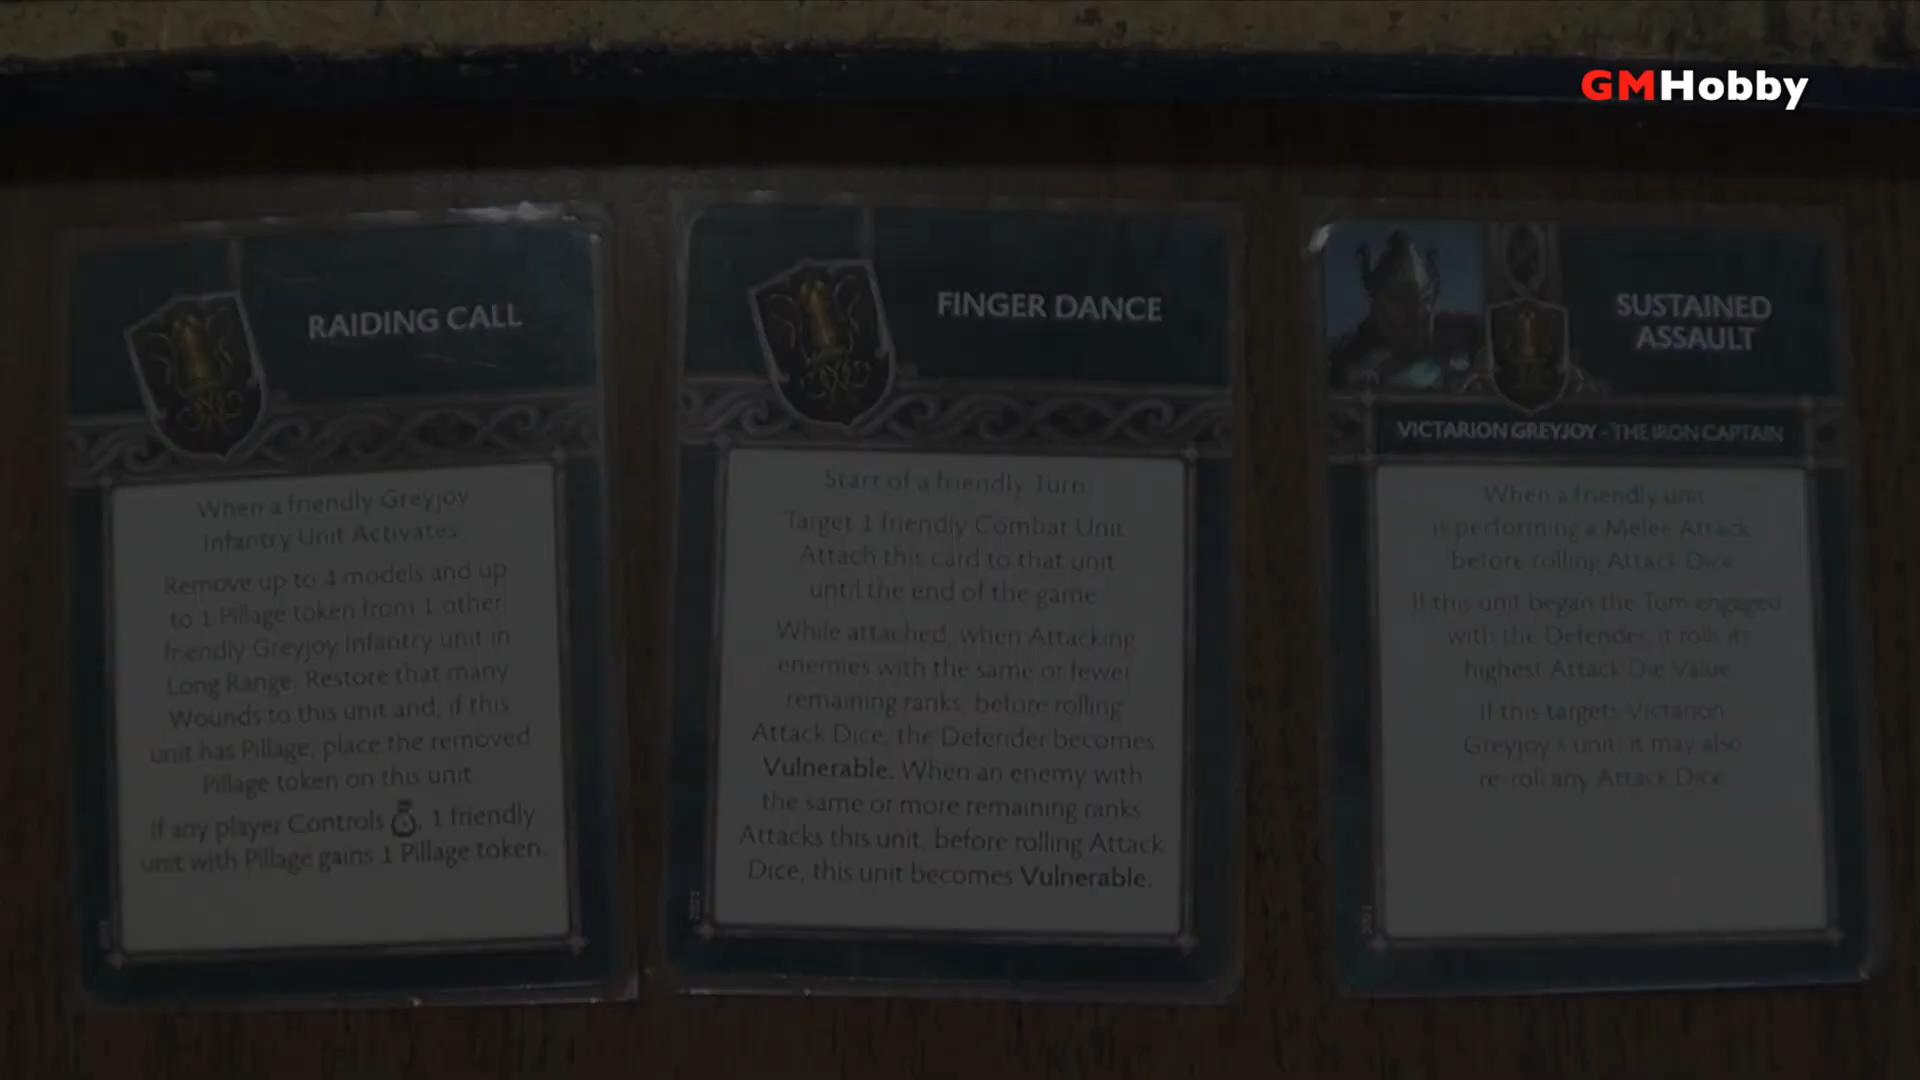 GMHobby
RAIDING CALL
When a friendly Greyjoy
Infantry Unit Activates
Remove up to 4 models and up
to 1 Pillage token from 1 other
friendly Greyjoy Infantry unit in
Long Range. Restore that many
Wounds to this unit and, if this
unit has Pillage, place the removed
Pillage token on this unit
If any player Controls , 1 friendly
unit with Pillage gains 1 Pillage token.
FINGER DANCE
Start of a friendly Turn:
Target 1 friendly Combat Unit
Attach this card to that unit
until the end of the game
While attached, when Attacking
enemies with the same or fewer
remaining ranks, before rolling
Attack Dice, the Defender becomes
Vulnerable. When an enemy with
the same or more remaining ranks
Attacks this unit, before rolling Attack
Dice, this unit becomes Vulnerable.
2021
SUSTAINED
ASSAULT
VICTARION GREYJOY - THE IRON CAPTAIN
When a friendly unit
is performing a Melee Attack
before rolling Attack Dice
If this unit began the Turn engaged
with the Defender, it rolls its
highest Attack Die Value
If this targets Victarion
Greyjoy's unit, it may also
re-roll any Attack Dice